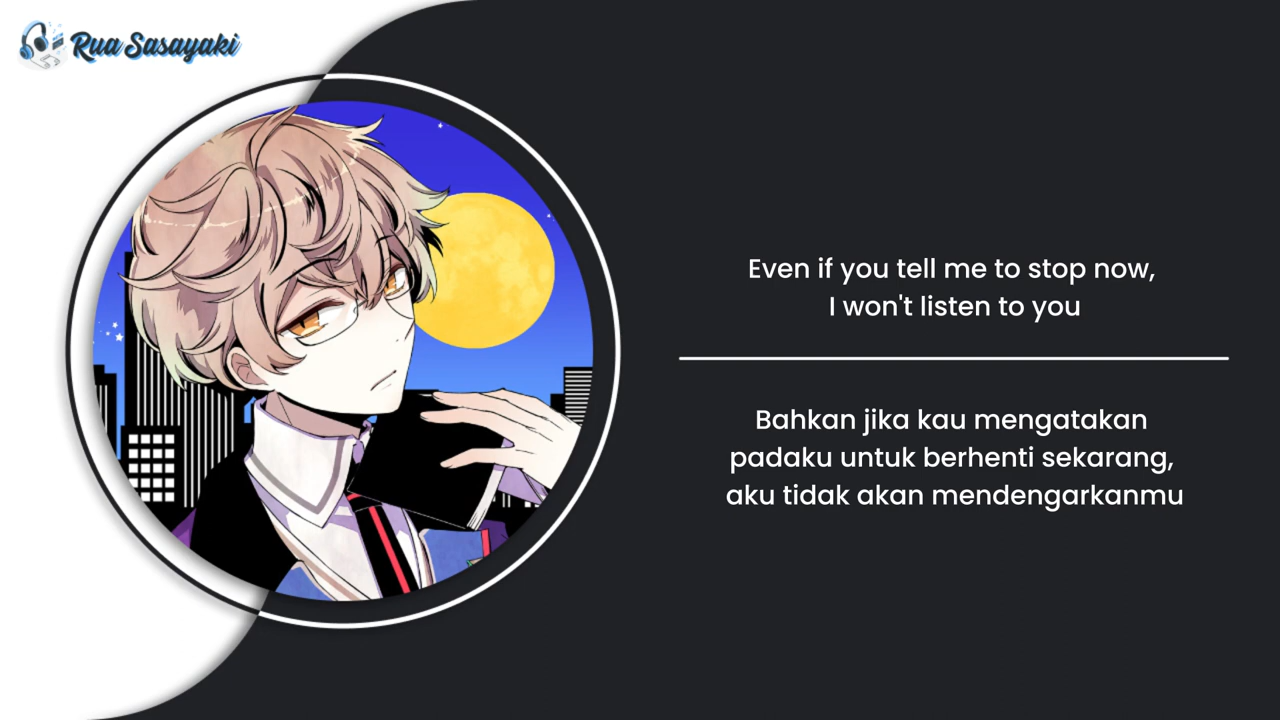 Rua Sasayaki
Even if you tell me to stop now,
I won't listen to you
Bahkan jika kau mengatakan
padaku untuk berhenti sekarang,
aku tidak akan mendengarkanmu